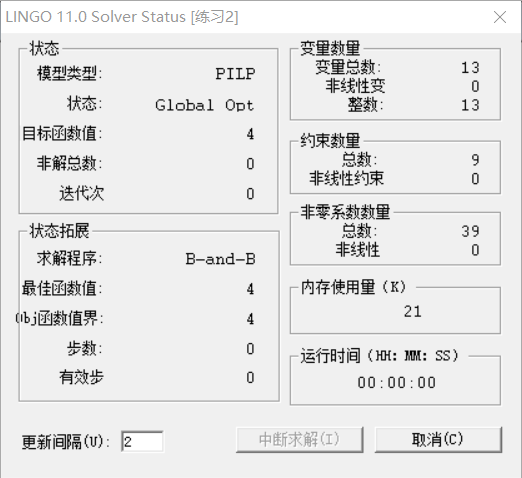 LINGO 11.0 Solver Status [练习2]
状态
模型类型: PILP
状态: Global Opt
目标函数值: 4
非解总数: 0
迭代次 0
状态拓展
求解程序: B-and-B
最佳函数值: 4
Obj函数值界: 4
步数: 0
有效步 0
变量数量
变量总数: 13
非线性变 0
整数: 13
约束数量
总数: 9
非线性约束 0
非零系数数量
总数: 39
非线性 0
内存使用量 (K)
21
运行时间 (HH: MM: SS)
00:00:00
更新间隔(U): 2
中断求解(I)
取消(C)